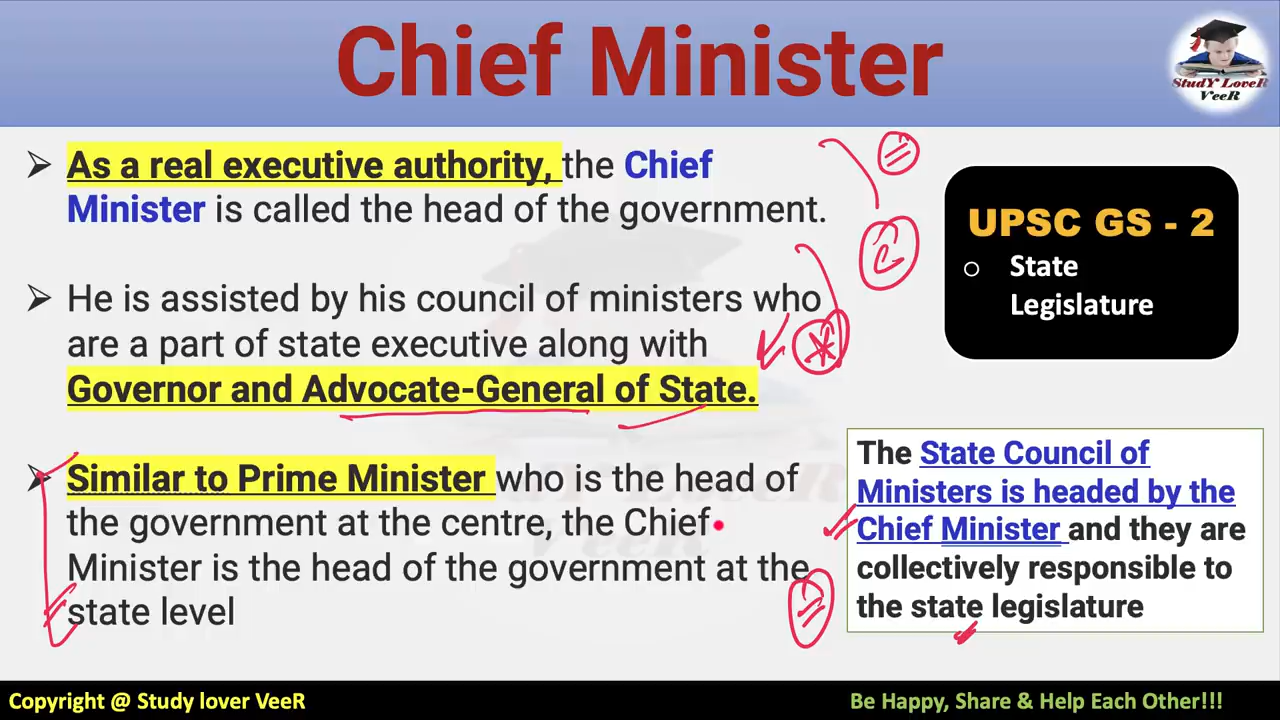 Chief Minister
StudY LoveR
VeeR
➢ As a real executive authority, the Chief
Minister is called the head of the government.
➢ He is assisted by his council of ministers who
are a part of state executive along with
Governor and Advocate-General of State.
➢ Similar to Prime Minister who is the head of
the government at the centre, the Chief
Minister is the head of the government at the
state level
UPSC GS - 2
o State
Legislature
The State Council of
Ministers is headed by the
Chief Minister and they are
collectively responsible to
the state legislature
Copyright @ Study lover VeeR
Be Happy, Share & Help Each Other!!!